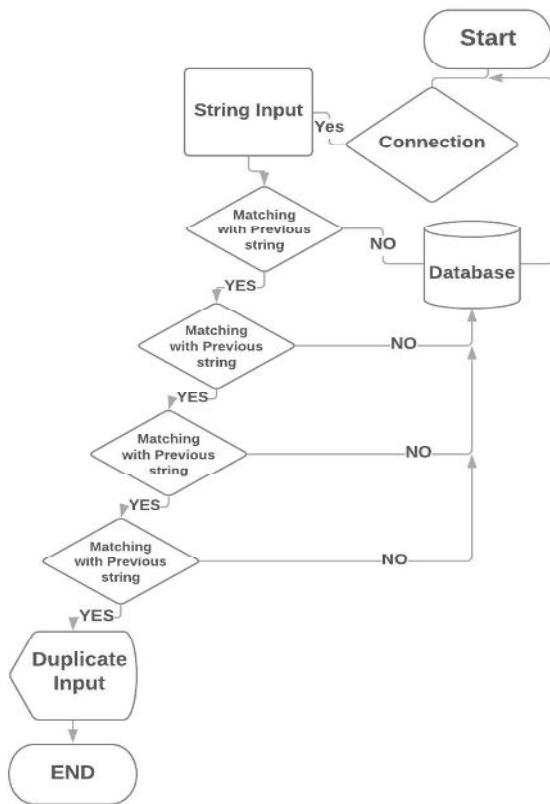 Start
String Input
Yes
Connection
Matching
with Previous
string
NO
Database
YES
Matching
with Previous
string
NO
YES
Matching
with Previous
string
NO
YES
Matching
with Previous
string
NO
YES
Duplicate
Input
END